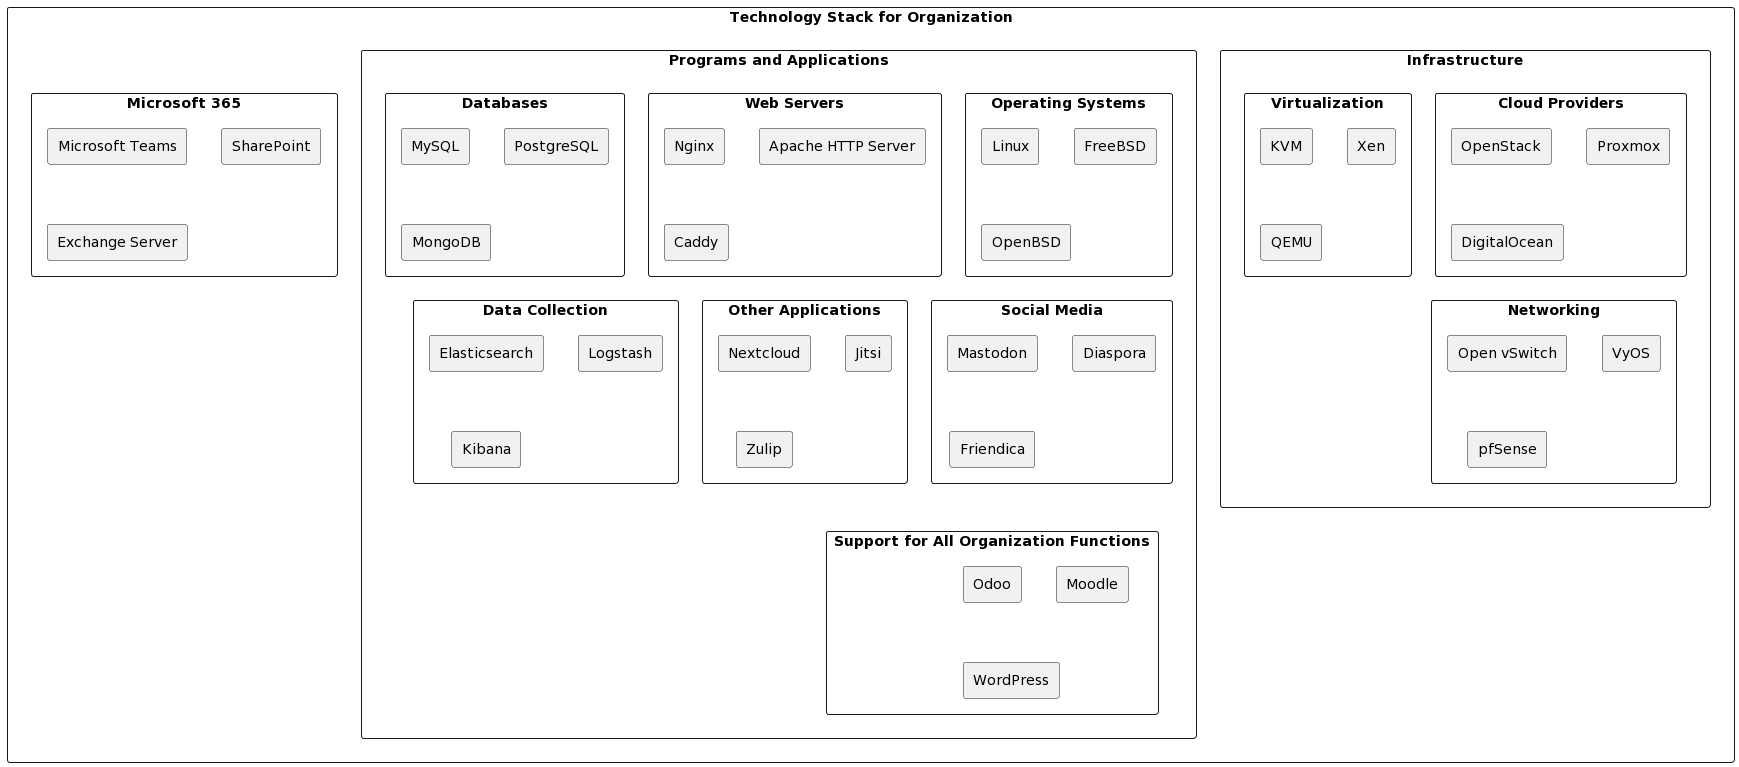 Technology Stack for Organization
Microsoft 365
Microsoft Teams
SharePoint
Exchange Server
Programs and Applications
Databases
MySQL
PostgreSQL
MongoDB
Web Servers
Nginx
Apache HTTP Server
Caddy
Operating Systems
Linux
FreeBSD
OpenBSD
Data Collection
Elasticsearch
Logstash
Kibana
Other Applications
Nextcloud
Jitsi
Zulip
Social Media
Mastodon
Diaspora
Friendica
Support for All Organization Functions
Odoo
Moodle
WordPress
Infrastructure
Virtualization
KVM
Xen
QEMU
Cloud Providers
OpenStack
Proxmox
DigitalOcean
Networking
Open vSwitch
VyOS
pfSense